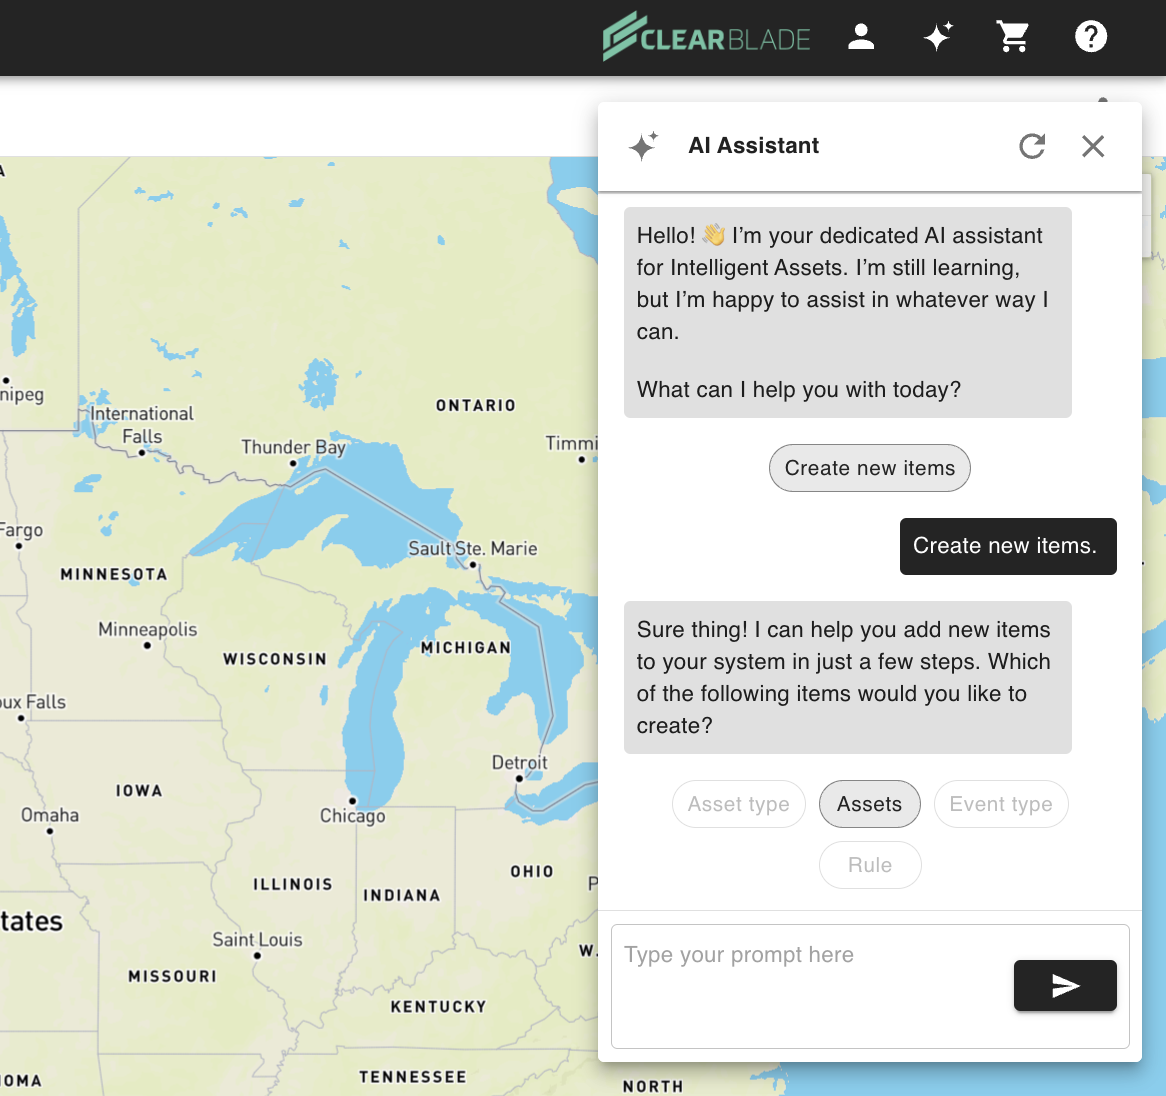 CLEARBLADE
AI Assistant
Hello! 👋 I’m your dedicated AI assistant
for Intelligent Assets. I’m still learning,
but I’m happy to assist in whatever way I
can.
What can I help you with today?
Create new items
Create new items.
Sure thing! I can help you add new items
to your system in just a few steps. Which
of the following items would you like to
create?
Asset type
Assets
Event type
Rule
Type your prompt here
nipeg
International
Falls
Thunder Bay
ONTARIO
Timmi
Fargo
Sault Ste. Marie
MINNESOTA
Minneapolis
WISCONSIN
MICHIGAN
oux Falls
Detroit
IOWA
Omaha
Chicago
OHIO
ILLINOIS
INDIANA
P
tates
Saint Louis
W.
MISSOURI
KENTUCKY
TENNESSEE
OMA
NORTH